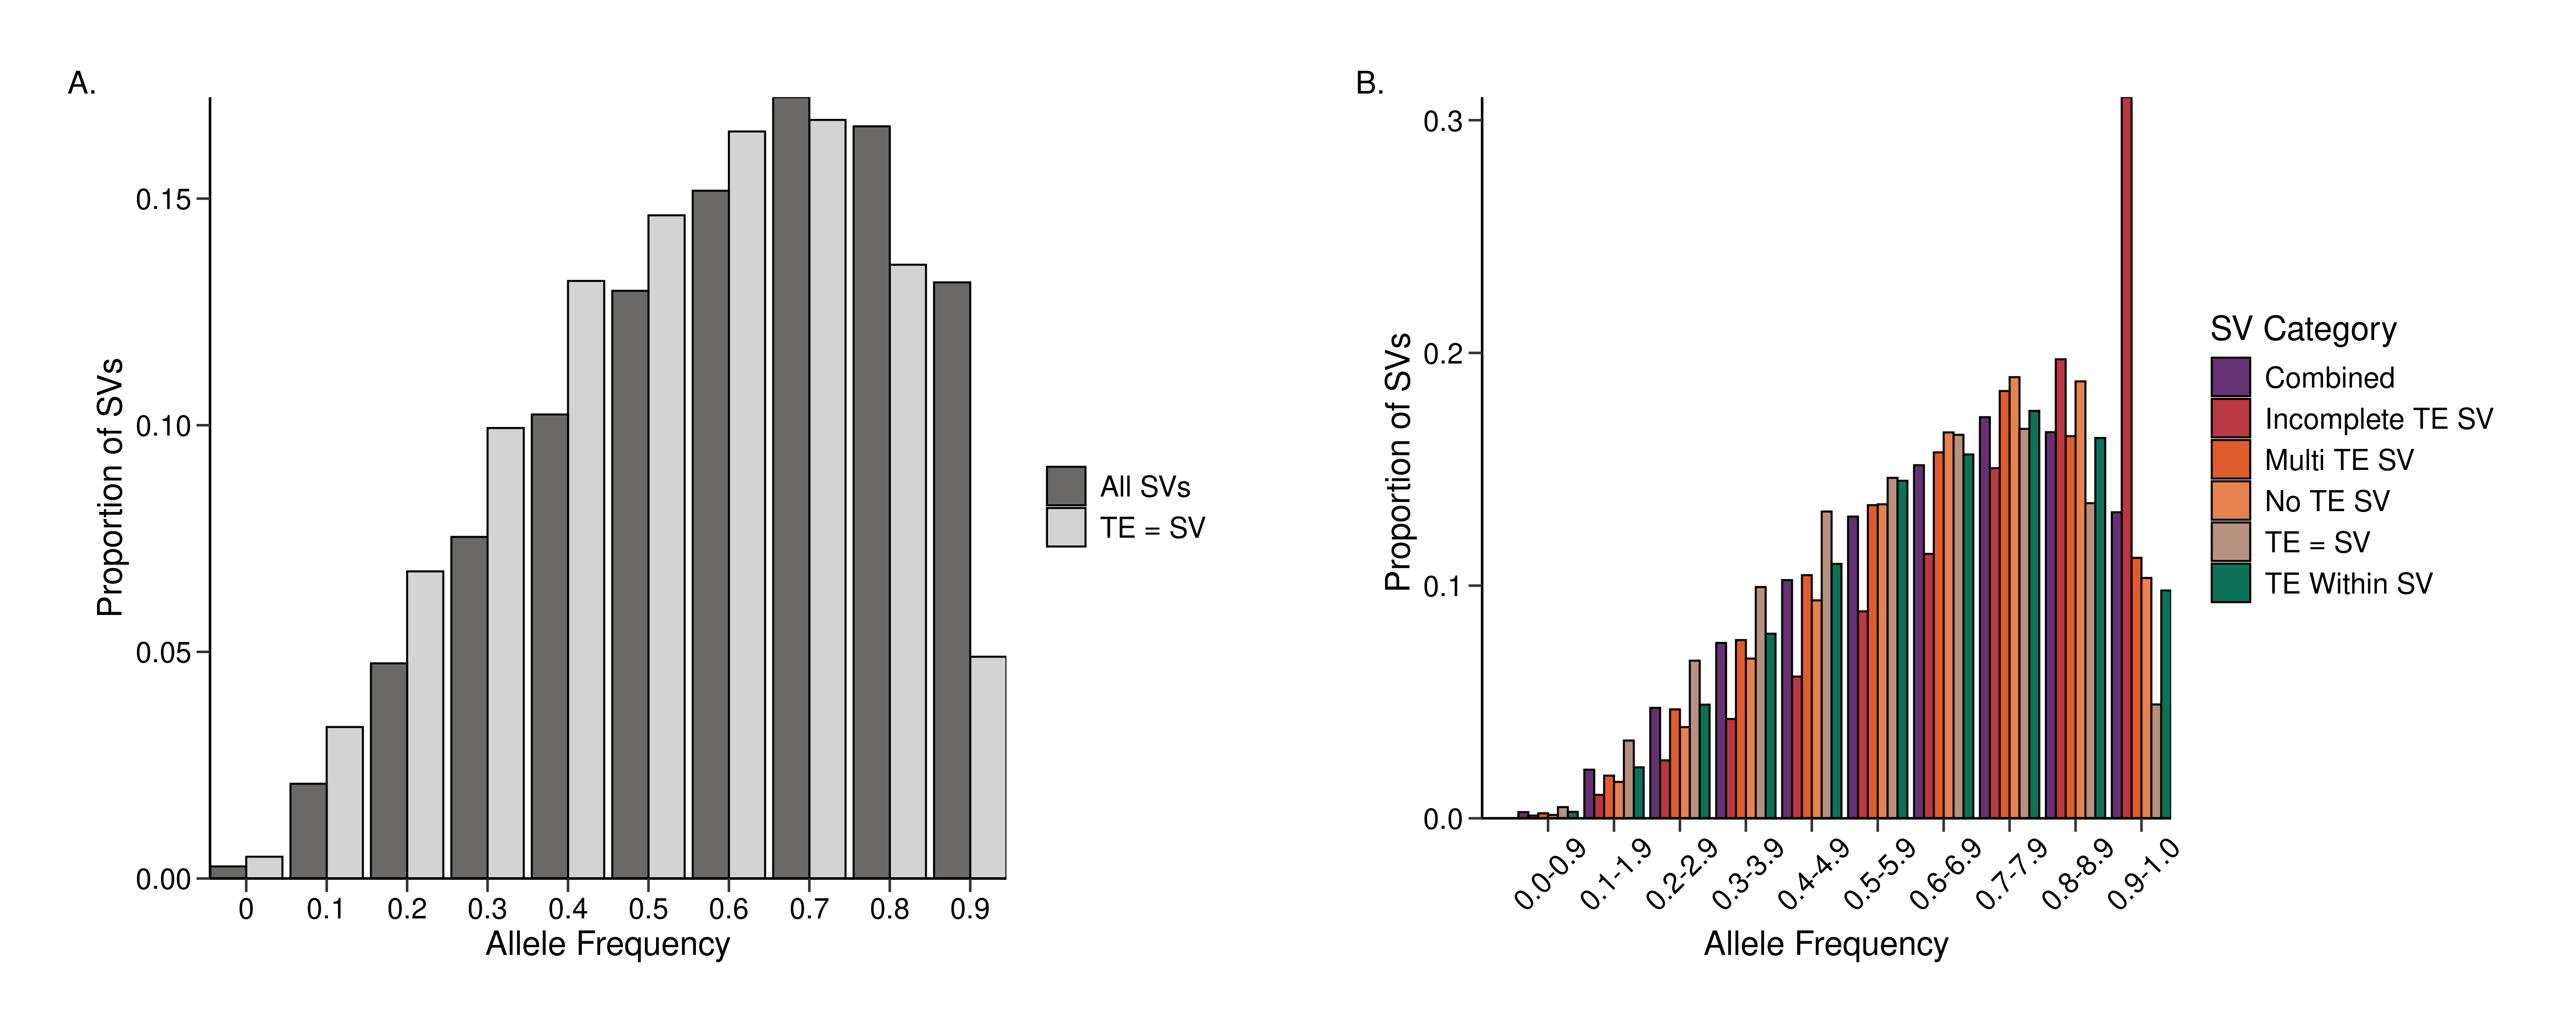 A.
Proportion of SVs
0.15
0.10
0.05
0.00
0 0.1 0.2 0.3 0.4 0.5 0.6 0.7 0.8 0.9
Allele Frequency
All SVs
TE = SV
B.
Proportion of SVs
0.3
0.2
0.1
0.0
0.0-0.9 0.1-1.9 0.2-2.9 0.3-3.9 0.4-4.9 0.5-5.9 0.6-6.9 0.7-7.9 0.8-8.9 0.9-1.0
Allele Frequency
SV Category
Combined
Incomplete TE SV
Multi TE SV
No TE SV
TE = SV
TE Within SV